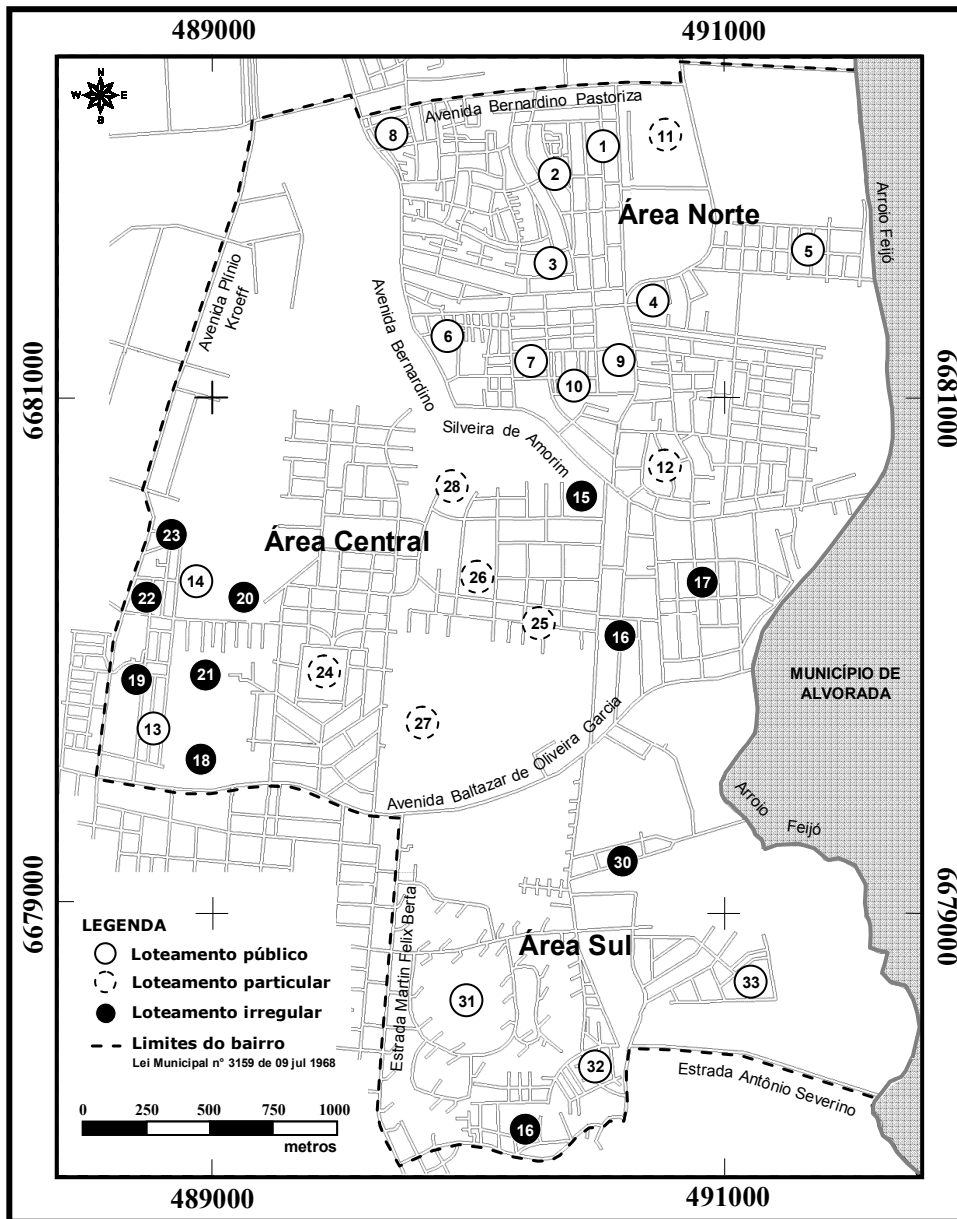 489000 491000
N
W E
B
Avenida Bernardino Pastoriza
8
1
11
2
Arroio Feijó
Área Norte
5
3
Avenida Plínio
Kroeff
4
Avenida Bernardino
6
7
9
10
6681000
6681000
Silveira de Amorim
12
28
15
23
Área Central
14
26
17
22
20
25
16
24
21
19
MUNICÍPIO DE
ALVORADA
27
13
18
Avenida Baltazar de Oliveira Garcia
Arroio
Feijó
30
6679000
6679000
Estrada Martin Felix Berta
Área Sul
33
31
32
Estrada Antônio Severino
16
LEGENDA
Loteamento público
Loteamento particular
Loteamento irregular
Limites do bairro
Lei Municipal n° 3159 de 09 jul 1968
0 250 500 750 1000
metros
489000 491000